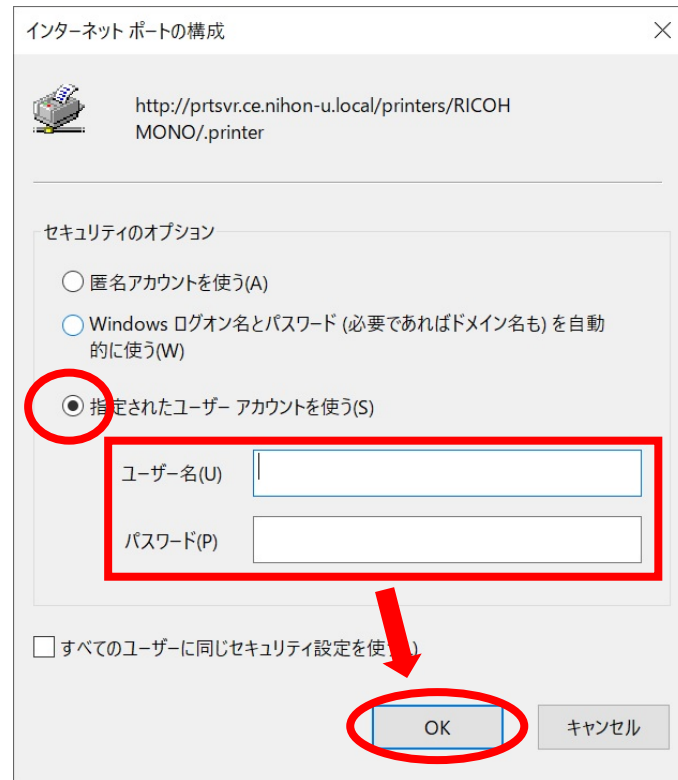 インターネット ポートの構成
http://prtsvr.ce.nihon-u.local/printers/RICOH
MONO/.printer
セキュリティのオプション
匿名アカウントを使う(A)
Windows ログオン名とパスワード (必要であればドメイン名も) を自動
的に使う(W)
指定されたユーザー アカウントを使う(S)
ユーザー名(U)
パスワード(P)
すべてのユーザーに同じセキュリティ設定を使 )
OK
キャンセル